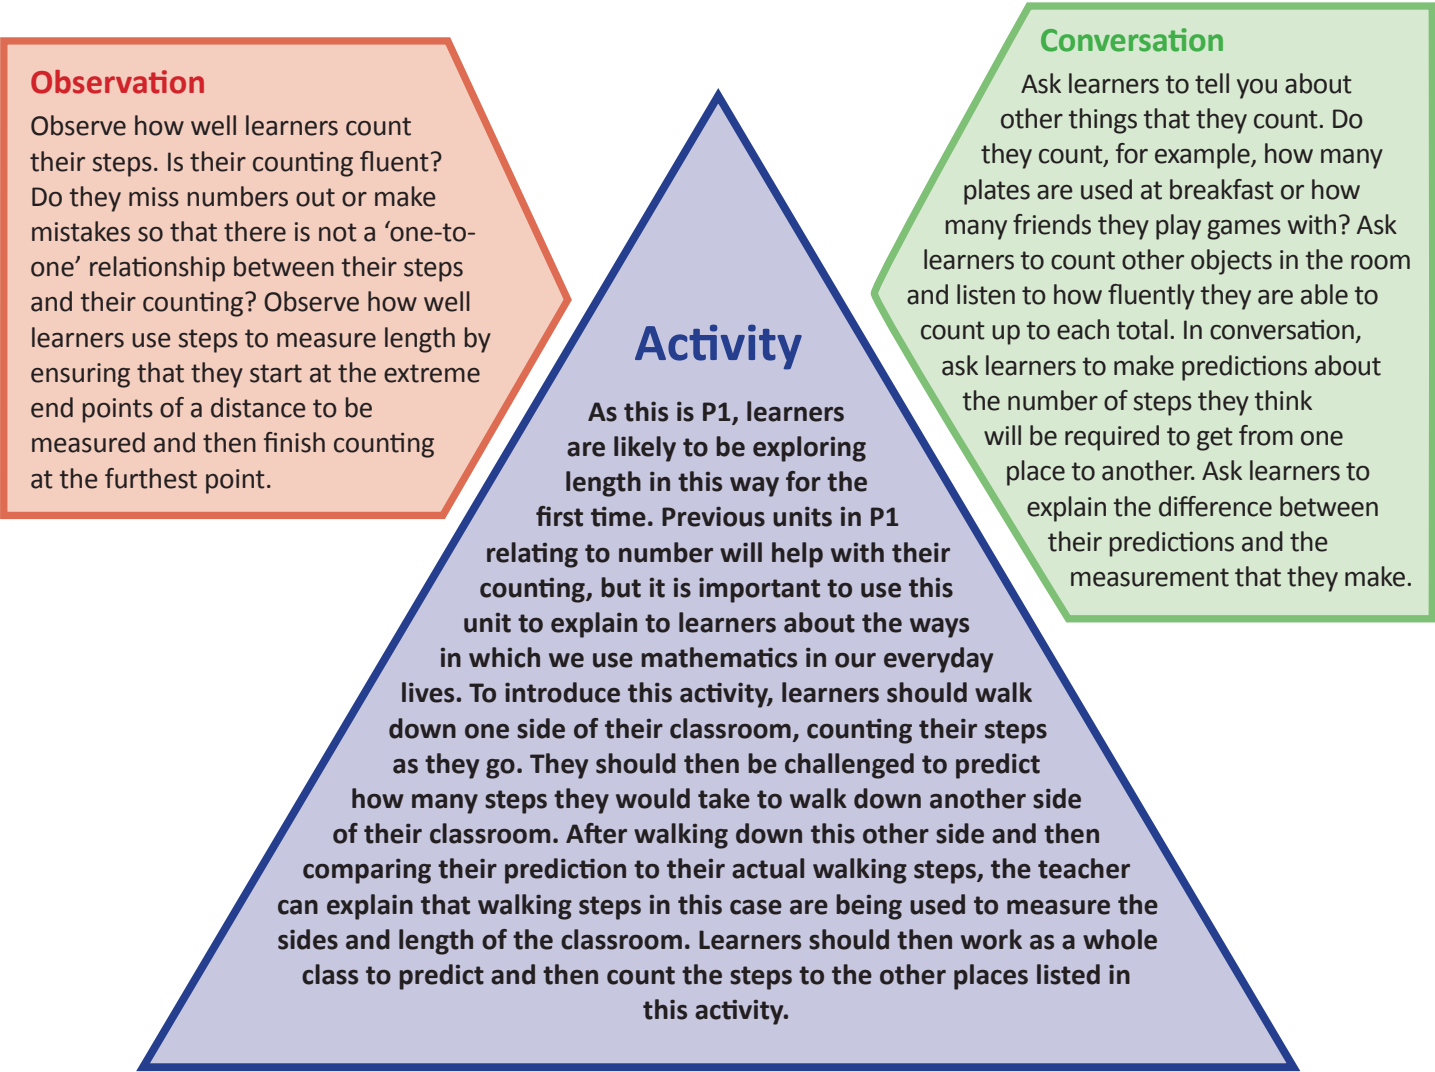 Observation
Observe how well learners count
their steps. Is their counting fluent?
Do they miss numbers out or make
mistakes so that there is not a ‘one-to-
one’ relationship between their steps
and their counting? Observe how well
learners use steps to measure length by
ensuring that they start at the extreme
end points of a distance to be
measured and then finish counting
at the furthest point.
Activity
As this is P1, learners
are likely to be exploring
length in this way for the
first time. Previous units in P1
relating to number will help with their
counting, but it is important to use this
unit to explain to learners about the ways
in which we use mathematics in our everyday
lives. To introduce this activity, learners should walk
down one side of their classroom, counting their steps
as they go. They should then be challenged to predict
how many steps they would take to walk down another side
of their classroom. After walking down this other side and then
comparing their prediction to their actual walking steps, the teacher
can explain that walking steps in this case are being used to measure the
sides and length of the classroom. Learners should then work as a whole
class to predict and then count the steps to the other places listed in
this activity.
Conversation
Ask learners to tell you about
other things that they count. Do
they count, for example, how many
plates are used at breakfast or how
many friends they play games with? Ask
learners to count other objects in the room
and listen to how fluently they are able to
count up to each total. In conversation,
ask learners to make predictions about
the number of steps they think
will be required to get from one
place to another. Ask learners to
explain the difference between
their predictions and the
measurement that they make.